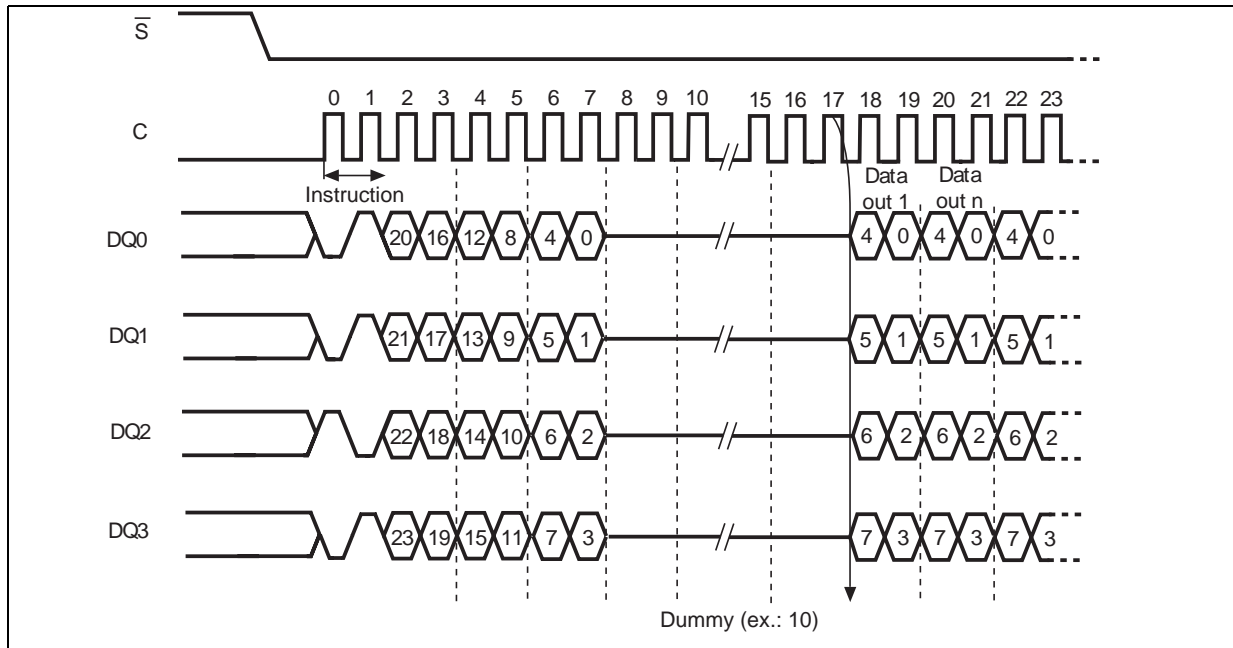 S
0 1 2 3 4 5 6 7 8 9 10 15 16 17 18 19 20 21 22 23
C
Instruction
Data out 1
Data out n
DQ0 20 16 12 8 4 0 4 0 4 0 4 0
DQ1 21 17 13 9 5 1 5 1 5 1 5 1
DQ2 22 18 14 10 6 2 6 2 6 2 6 2
DQ3 23 19 15 11 7 3 7 3 7 3 7 3
Dummy (ex.: 10)